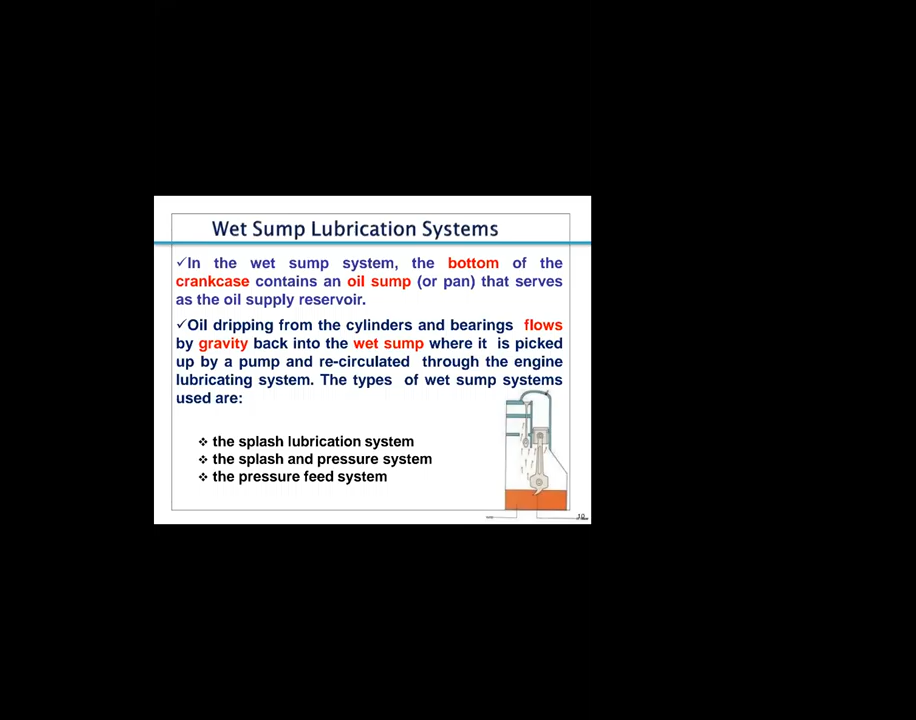 Wet Sump Lubrication Systems
✓In the wet sump system, the bottom of the
crankcase contains an oil sump (or pan) that serves
as the oil supply reservoir.
✓Oil dripping from the cylinders and bearings flows
by gravity back into the wet sump where it is picked
up by a pump and re-circulated through the engine
lubricating system. The types of wet sump systems
used are:
❖ the splash lubrication system
❖ the splash and pressure system
❖ the pressure feed system